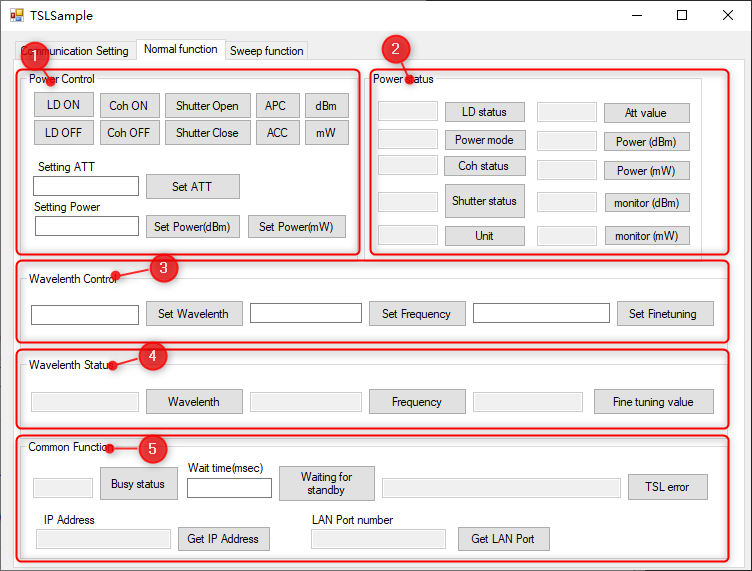 TSLSample
Communication Setting Normal function Sweep function
1
2
Power Control
Power status
LD ON Coh ON Shutter Open APC dBm
LD OFF Coh OFF Shutter Close ACC mW
Setting ATT
Set ATT
Setting Power
Set Power(dBm) Set Power(mW)
LD status Att value
Power mode Power (dBm)
Coh status Power (mW)
Shutter status monitor (dBm)
Unit monitor (mW)
3
Wavelenth Control
Set Wavelenth Set Frequency Set Finetuning
4
Wavelenth Status
Wavelenth Frequency Fine tuning value
5
Common Function
Busy status
Wait time(msec)
Waiting for
standby
TSL error
IP Address
Get IP Address
LAN Port number
Get LAN Port